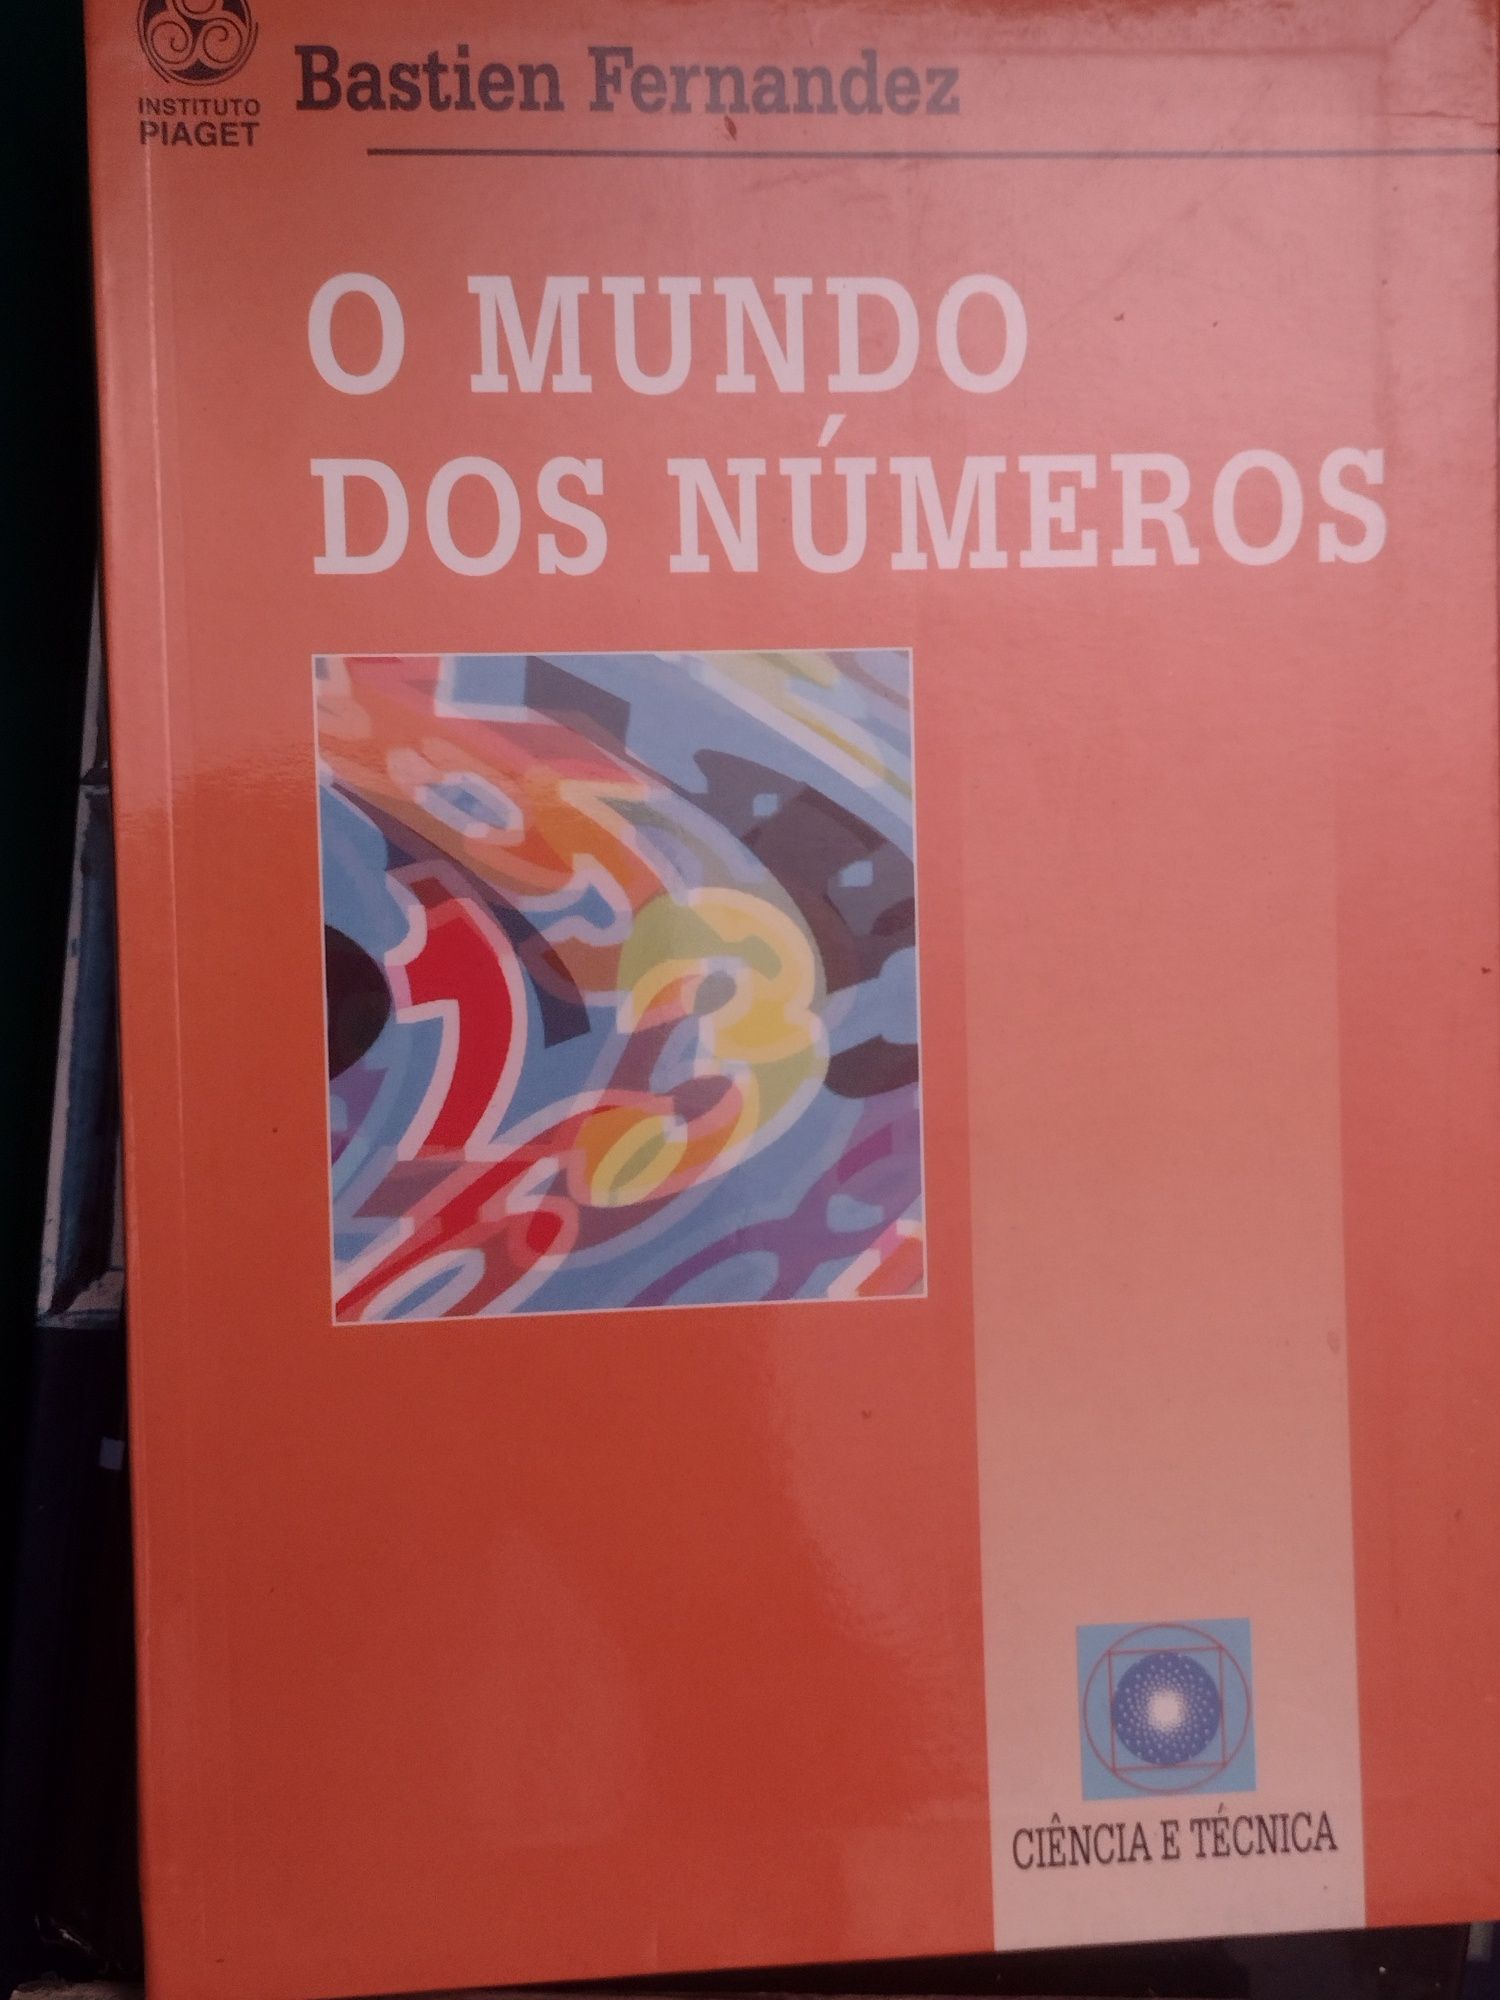 INSTITUTO
PIAGET
Bastien Fernandez
O MUNDO
DOS NÚMEROS
CIÊNCIA E TÉCNICA